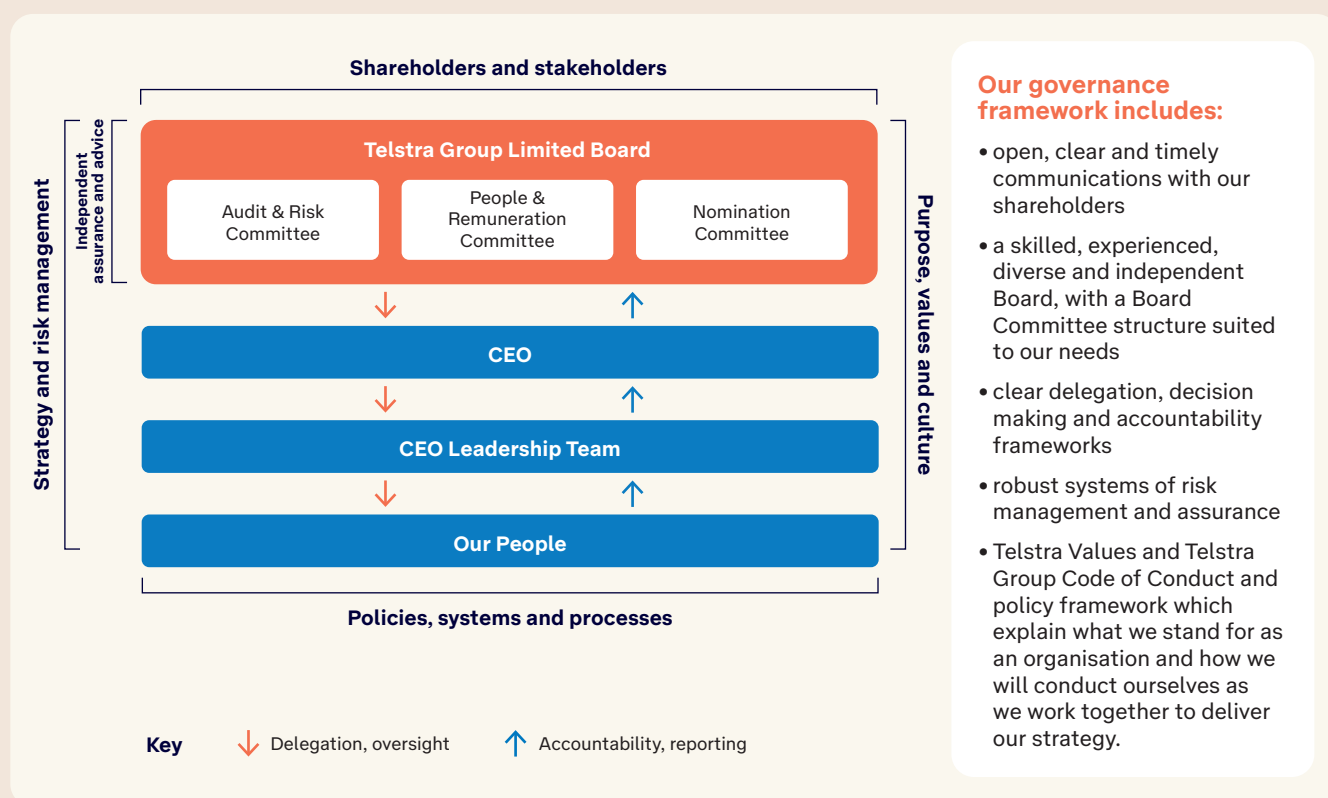 Shareholders and stakeholders
Strategy and risk management
Independent
assurance and advice
Telstra Group Limited Board
Audit & Risk
Committee
People &
Remuneration
Committee
Nomination
Committee
CEO
CEO Leadership Team
Our People
Purpose, values and culture
Policies, systems and processes
Key
Delegation, oversight
Accountability, reporting
Our governance
framework includes:
• open, clear and timely
communications with our
shareholders
• a skilled, experienced,
diverse and independent
Board, with a Board
Committee structure suited
to our needs
• clear delegation, decision
making and accountability
frameworks
• robust systems of risk
management and assurance
• Telstra Values and Telstra
Group Code of Conduct and
policy framework which
explain what we stand for as
an organisation and how we
will conduct ourselves as
we work together to deliver
our strategy.